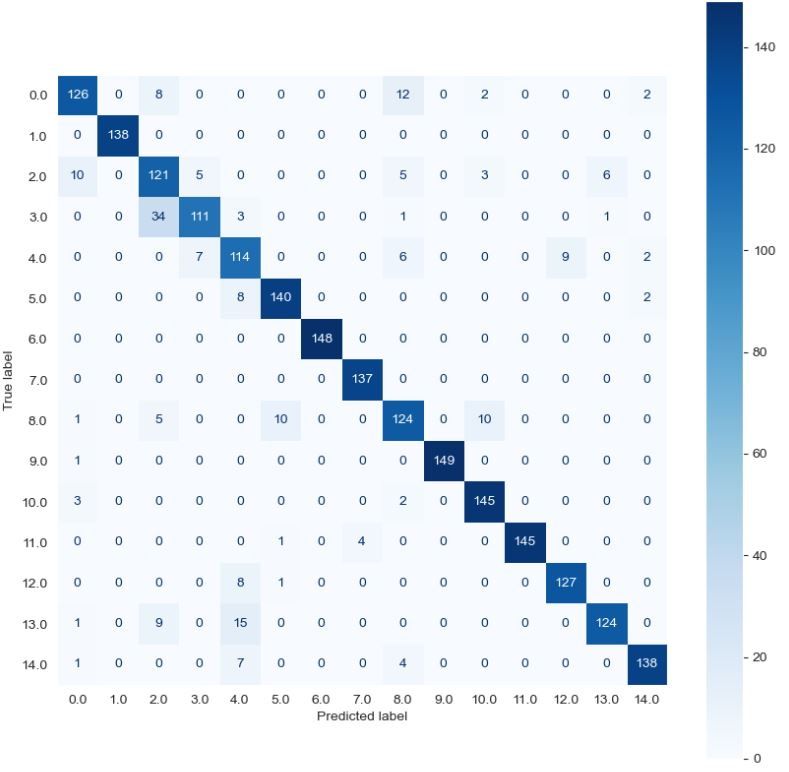 140
0.0 126 0 8 0 0 0 0 0 12 0 2 0 0 0 2
1.0 0 138 0 0 0 0 0 0 0 0 0 0 0 0 0
120
2.0 10 0 121 5 0 0 0 0 5 0 3 0 0 6 0
3.0 0 0 34 111 3 0 0 0 1 0 0 0 0 1 0
100
4.0 0 0 0 7 114 0 0 0 6 0 0 0 9 0 2
5.0 0 0 0 0 8 140 0 0 0 0 0 0 0 0 2
6.0 0 0 0 0 0 0 148 0 0 0 0 0 0 0 0
80
True label
7.0 0 0 0 0 0 0 0 137 0 0 0 0 0 0 0
8.0 1 0 5 0 0 10 0 0 124 0 10 0 0 0 0
60
9.0 1 0 0 0 0 0 0 0 0 149 0 0 0 0 0
10.0 3 0 0 0 0 0 0 0 2 0 145 0 0 0 0
11.0 0 0 0 0 0 1 0 4 0 0 0 145 0 0 0
40
12.0 0 0 0 0 8 1 0 0 0 0 0 0 127 0 0
13.0 1 0 9 0 15 0 0 0 0 0 0 0 0 124 0
20
14.0 1 0 0 0 7 0 0 0 4 0 0 0 0 0 138
0.0 1.0 2.0 3.0 4.0 5.0 6.0 7.0 8.0 9.0 10.0 11.0 12.0 13.0 14.0
Predicted label
0